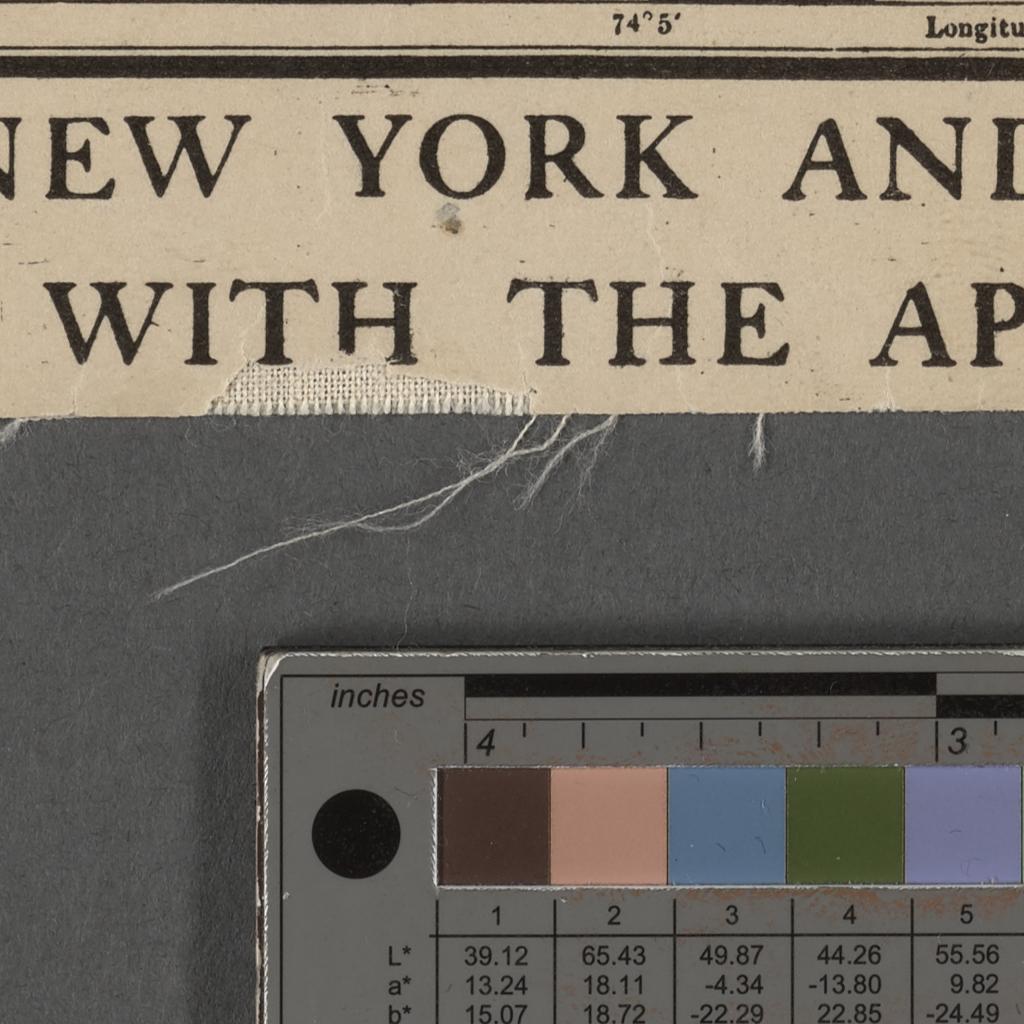 74°5′ Longitu
NEW YORK AND
WITH THE AP
inches
4 3
1 2 3 4 5
L* 39.12 65.43 49.87 44.26 55.56
a* 13.24 18.11 -4.34 -13.80 9.82
b* 15.07 18.72 -22.29 22.85 -24.49